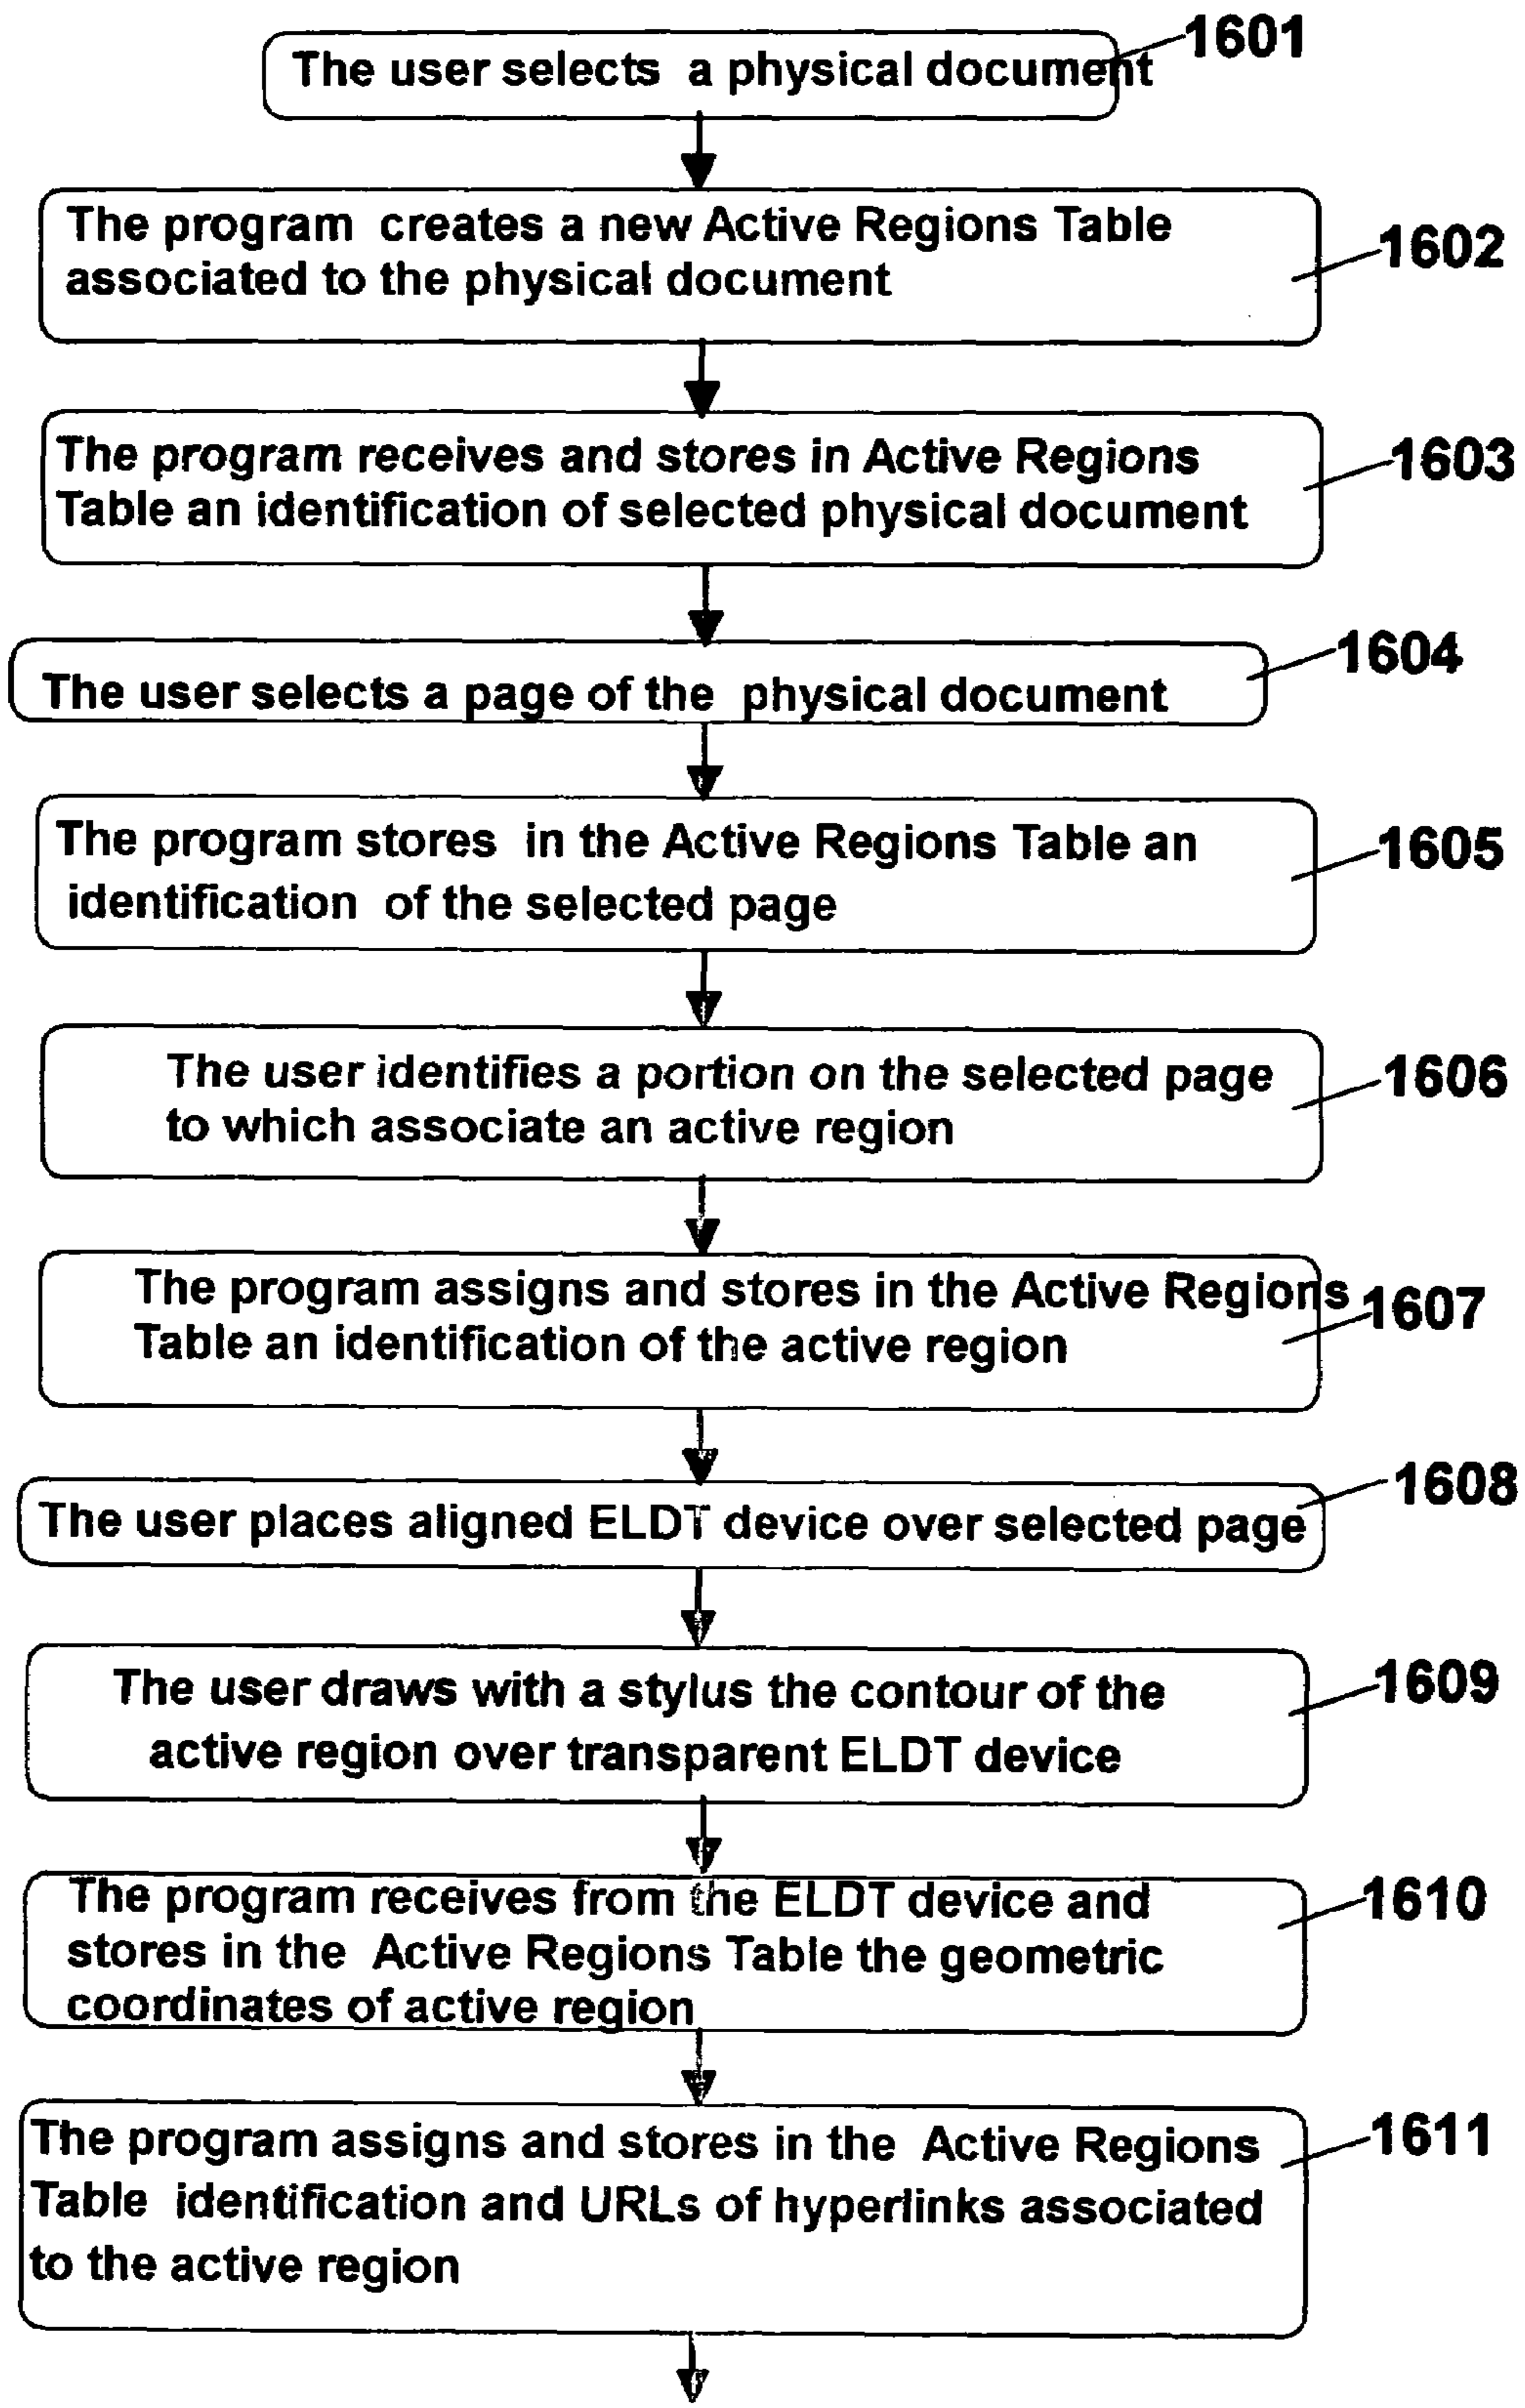 1601
The user selects a physical document
The program creates a new Active Regions Table
associated to the physical document
1602
The program receives and stores in Active Regions
Table an identification of selected physical document
1603
1604
The user selects a page of the physical document
The program stores in the Active Regions Table an
identification of the selected page
1605
The user identifies a portion on the selected page
to which associate an active region
1606
The program assigns and stores in the Active Regions
Table an identification of the active region
1607
1608
The user places aligned ELDT device over selected page
The user draws with a stylus the contour of the
active region over transparent ELDT device
1609
The program receives from the ELDT device and
stores in the Active Regions Table the geometric
coordinates of active region
1610
The program assigns and stores in the Active Regions
Table identification and URLs of hyperlinks associated
to the active region
1611